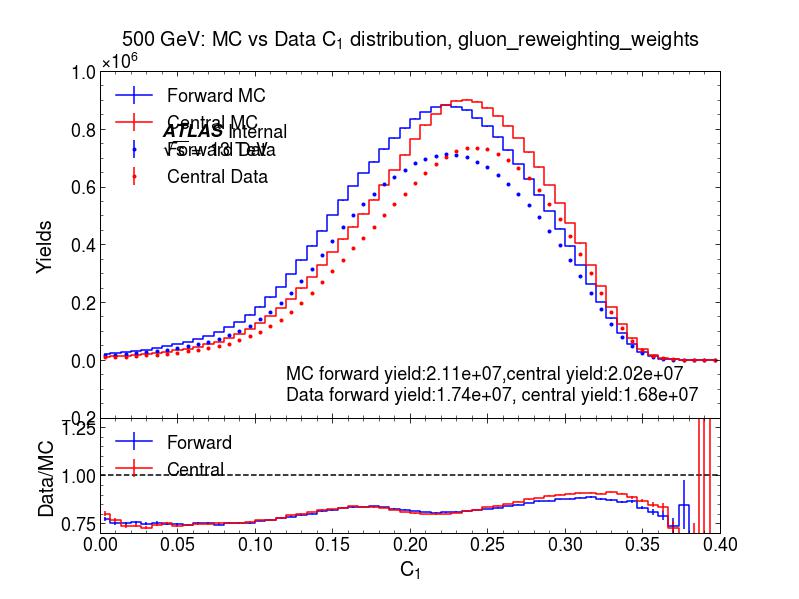 500 GeV: MC vs Data C₁ distribution, gluon_reweighting_weights
×10⁶
1.0
0.8
0.6
0.4
0.2
0.0
0.2
Yields
Forward MC
Central MC
ATLAS Internal
√s = 13 TeV
Forward Data
Central Data
MC forward yield:2.11e+07,central yield:2.02e+07
Data forward yield:1.74e+07, central yield:1.68e+07
1.25
1.00
0.75
Data/MC
Forward
Central
0.00 0.05 0.10 0.15 0.20 0.25 0.30 0.35 0.40
C₁